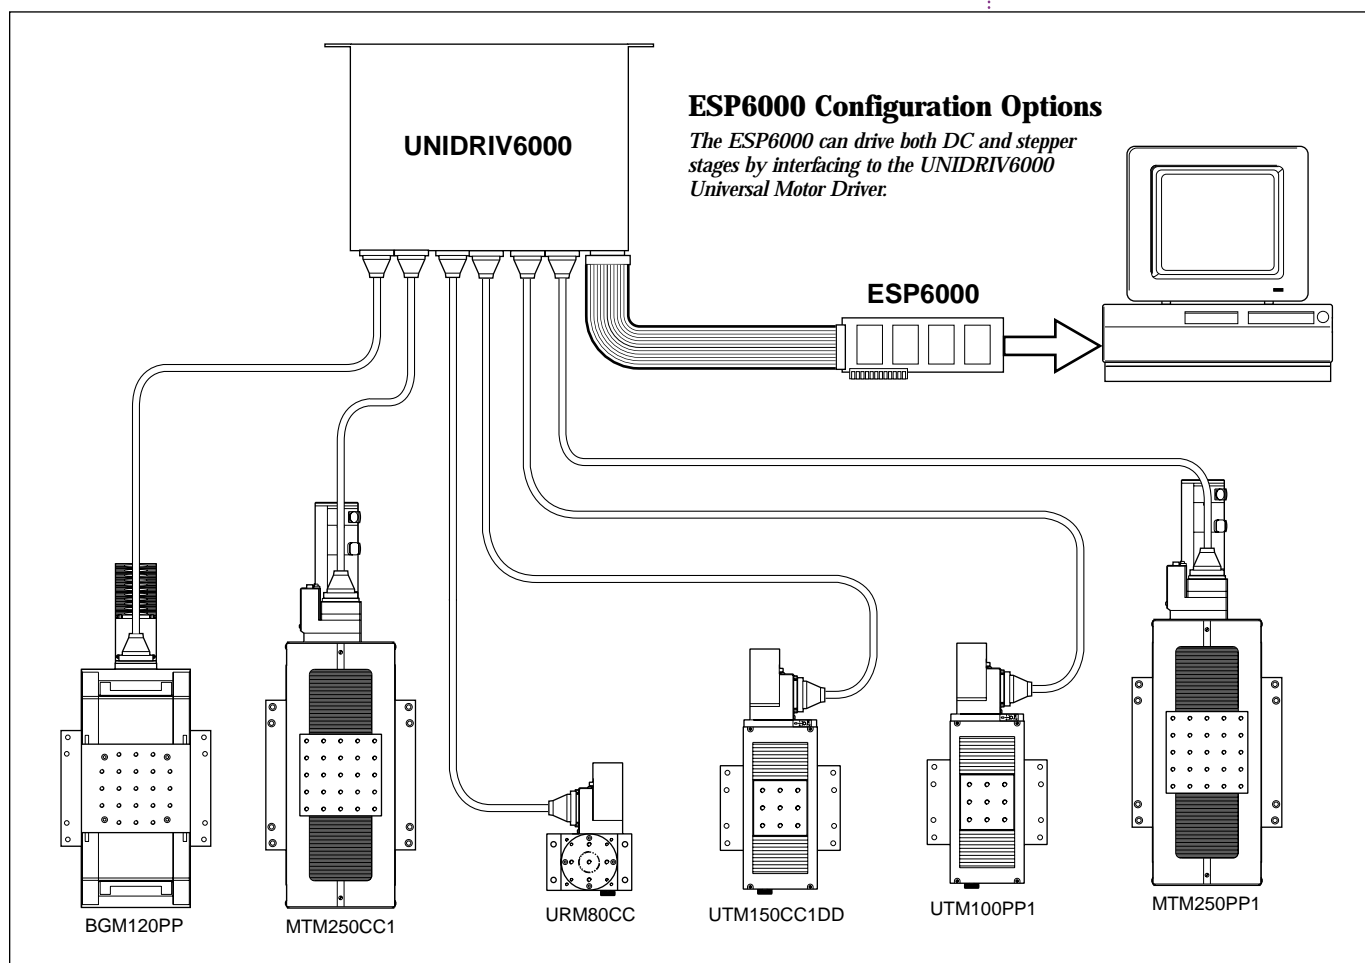 UNIDRIV6000
ESP6000 Configuration Options
The ESP6000 can drive both DC and stepper
stages by interfacing to the UNIDRIV6000
Universal Motor Driver.
ESP6000
BGM120PP
MTM250CC1
URM80CC
UTM150CC1DD
UTM100PP1
MTM250PP1